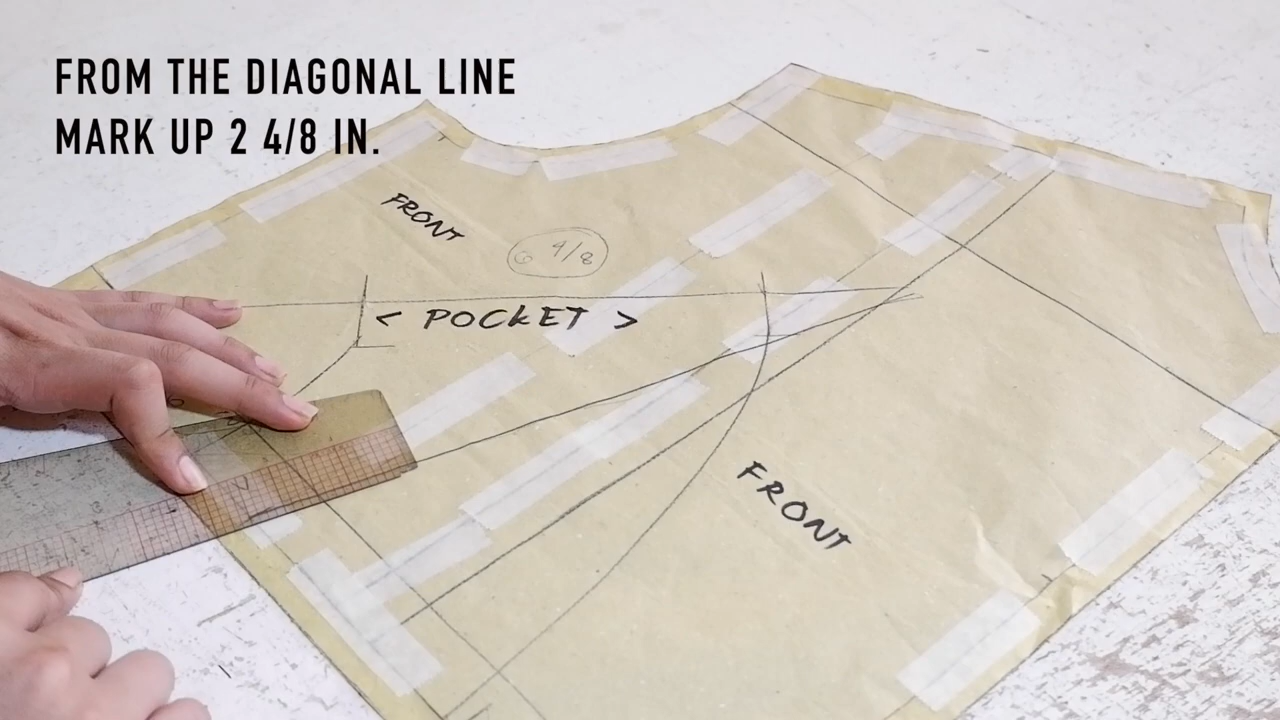 FROM THE DIAGONAL LINE
MARK UP 2 4/8 IN.
FRONT
6 4/8
< POCKET >
FRONT